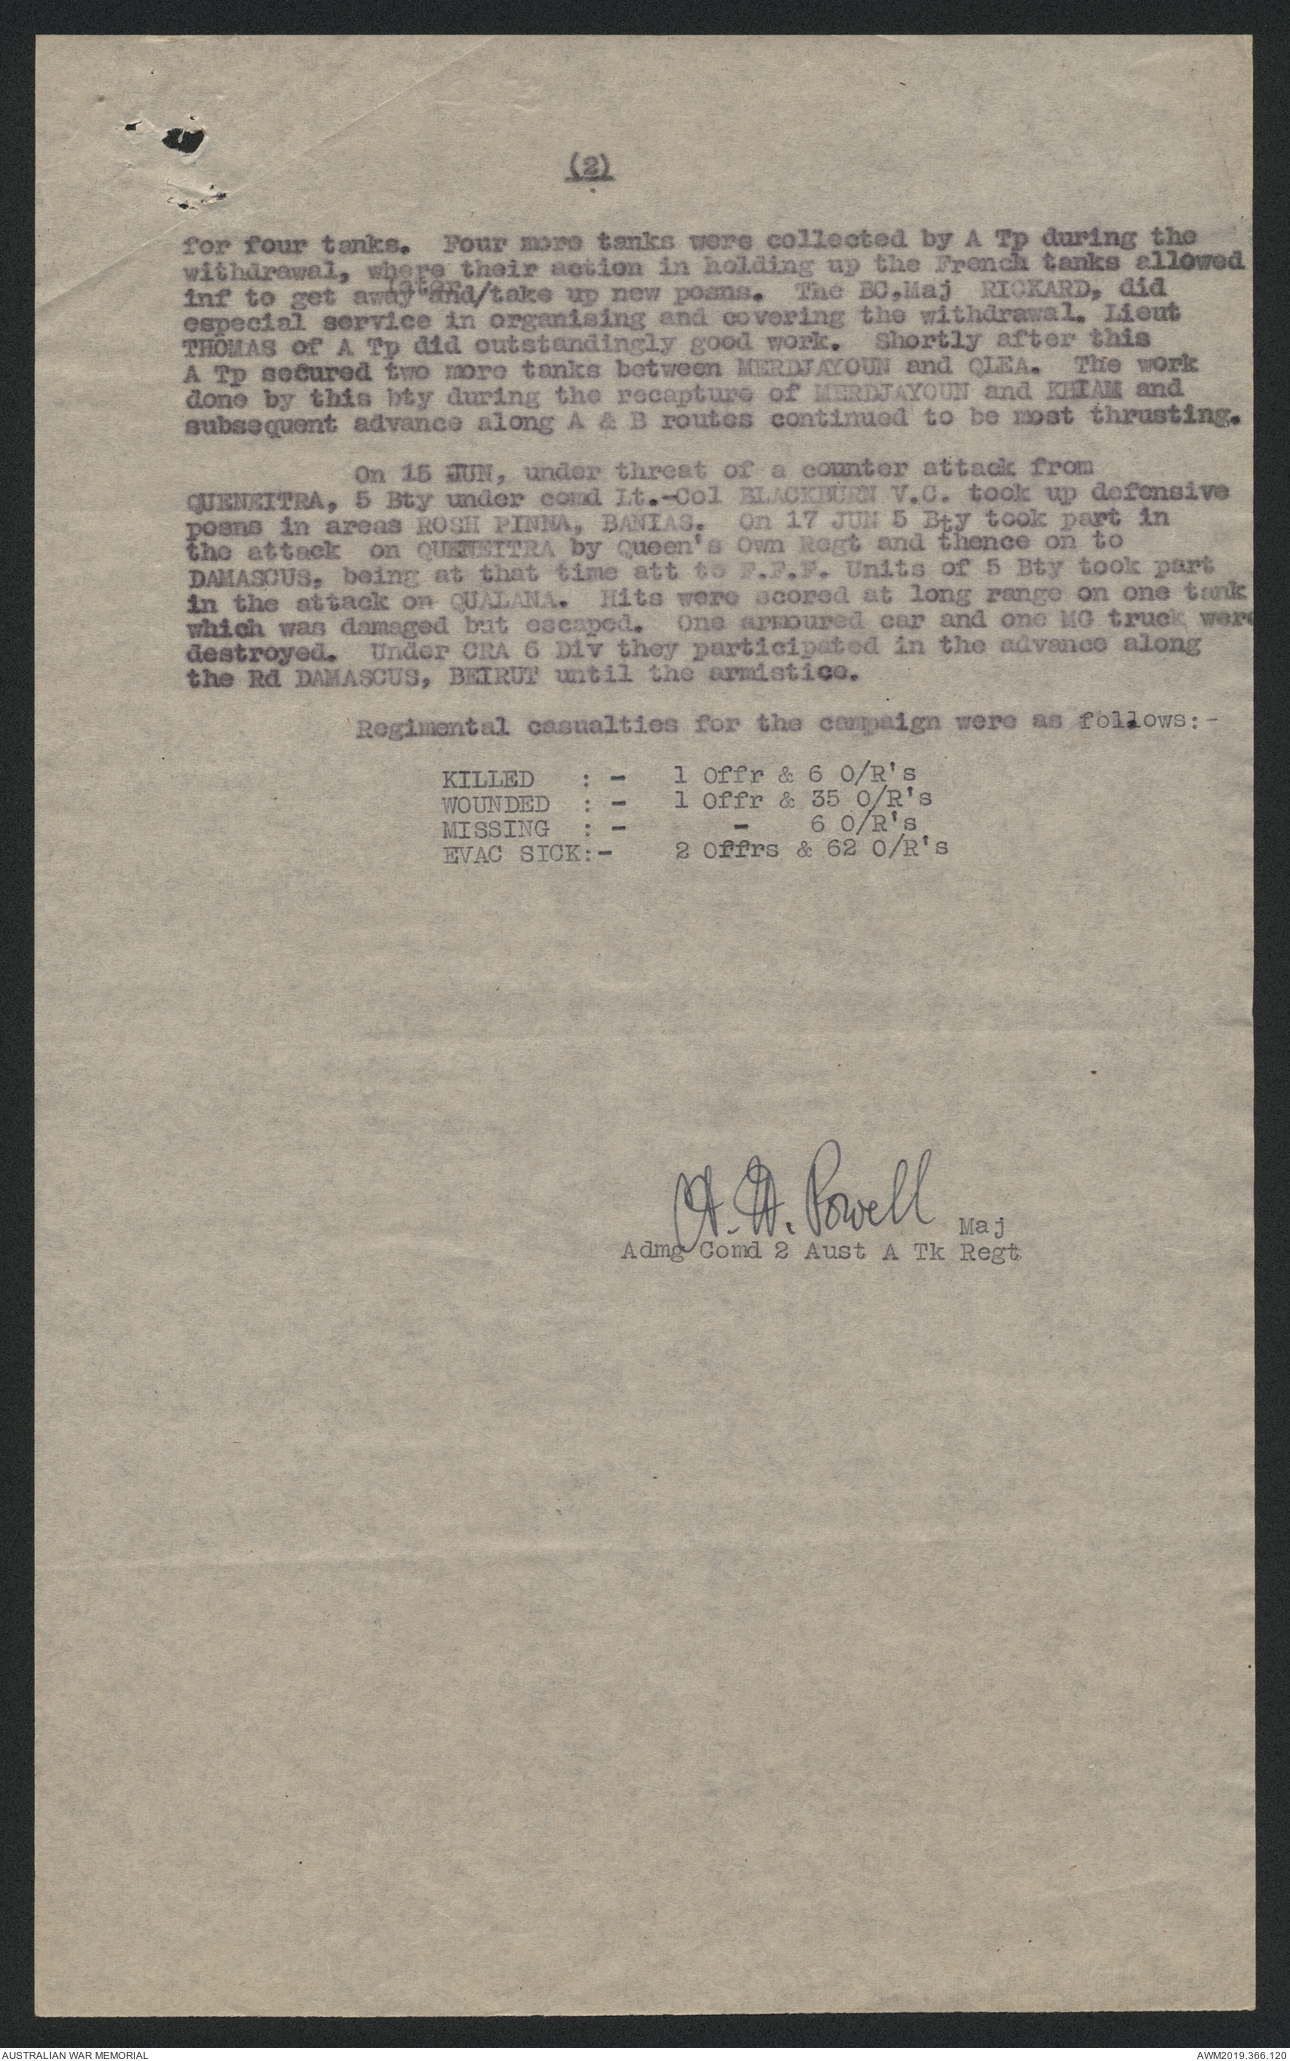 (2)
for four tanks.  Four more tanks were collected by A Tp during the
withdrawal, where their action in holding up the French tanks allowed
later
inf to get away and/take up new posns.  The BC,Maj  RICKARD, did
especial service in organising and covering the withdrawal. Lieut
THOMAS of A Tp did outstandingly good work.  Shortly after this
A Tp secured two more tanks between MERDJAYOUN and QLEA.  The work
done by this bty during the recapture of MERDJAYOUN and KHIAM and
subsequent advance along A & B routes continued to be most thrusting.
On 15 JUN, under threat of a counter attack from
QUENEITRA, 5 Bty under comd Lt.-Col BLACKBURN V.C. took up defensive
posns in areas ROSH PINNA, BANIAS.  On 17 JUN 5 Bty took part in
the attack  on QUENEITRA by Queen's Own Regt and thence on to
DAMASCUS, being at that time att to F.F.F. Units of 5 Bty took part
in the attack on QUALANA.  Hits were scored at long range on one tank
which was damaged but escaped.  One armoured car and one MG truck were
destroyed.  Under CRA 6 Div they participated in the advance along
the Rd DAMASCUS, BEIRUT until the armistice.
Regimental casualties for the campaign were as follows:-
KILLED   : -   1 Offr & 6 O/R's
WOUNDED  : -   1 Offr & 35 O/R's
MISSING  : -       -    6 O/R's
EVAC SICK:-    2 Offrs & 62 O/R's
A. W. Powell Maj
Admg Comd 2 Aust A Tk Regt
AUSTRALIAN WAR MEMORIAL
AWM2019.366.120